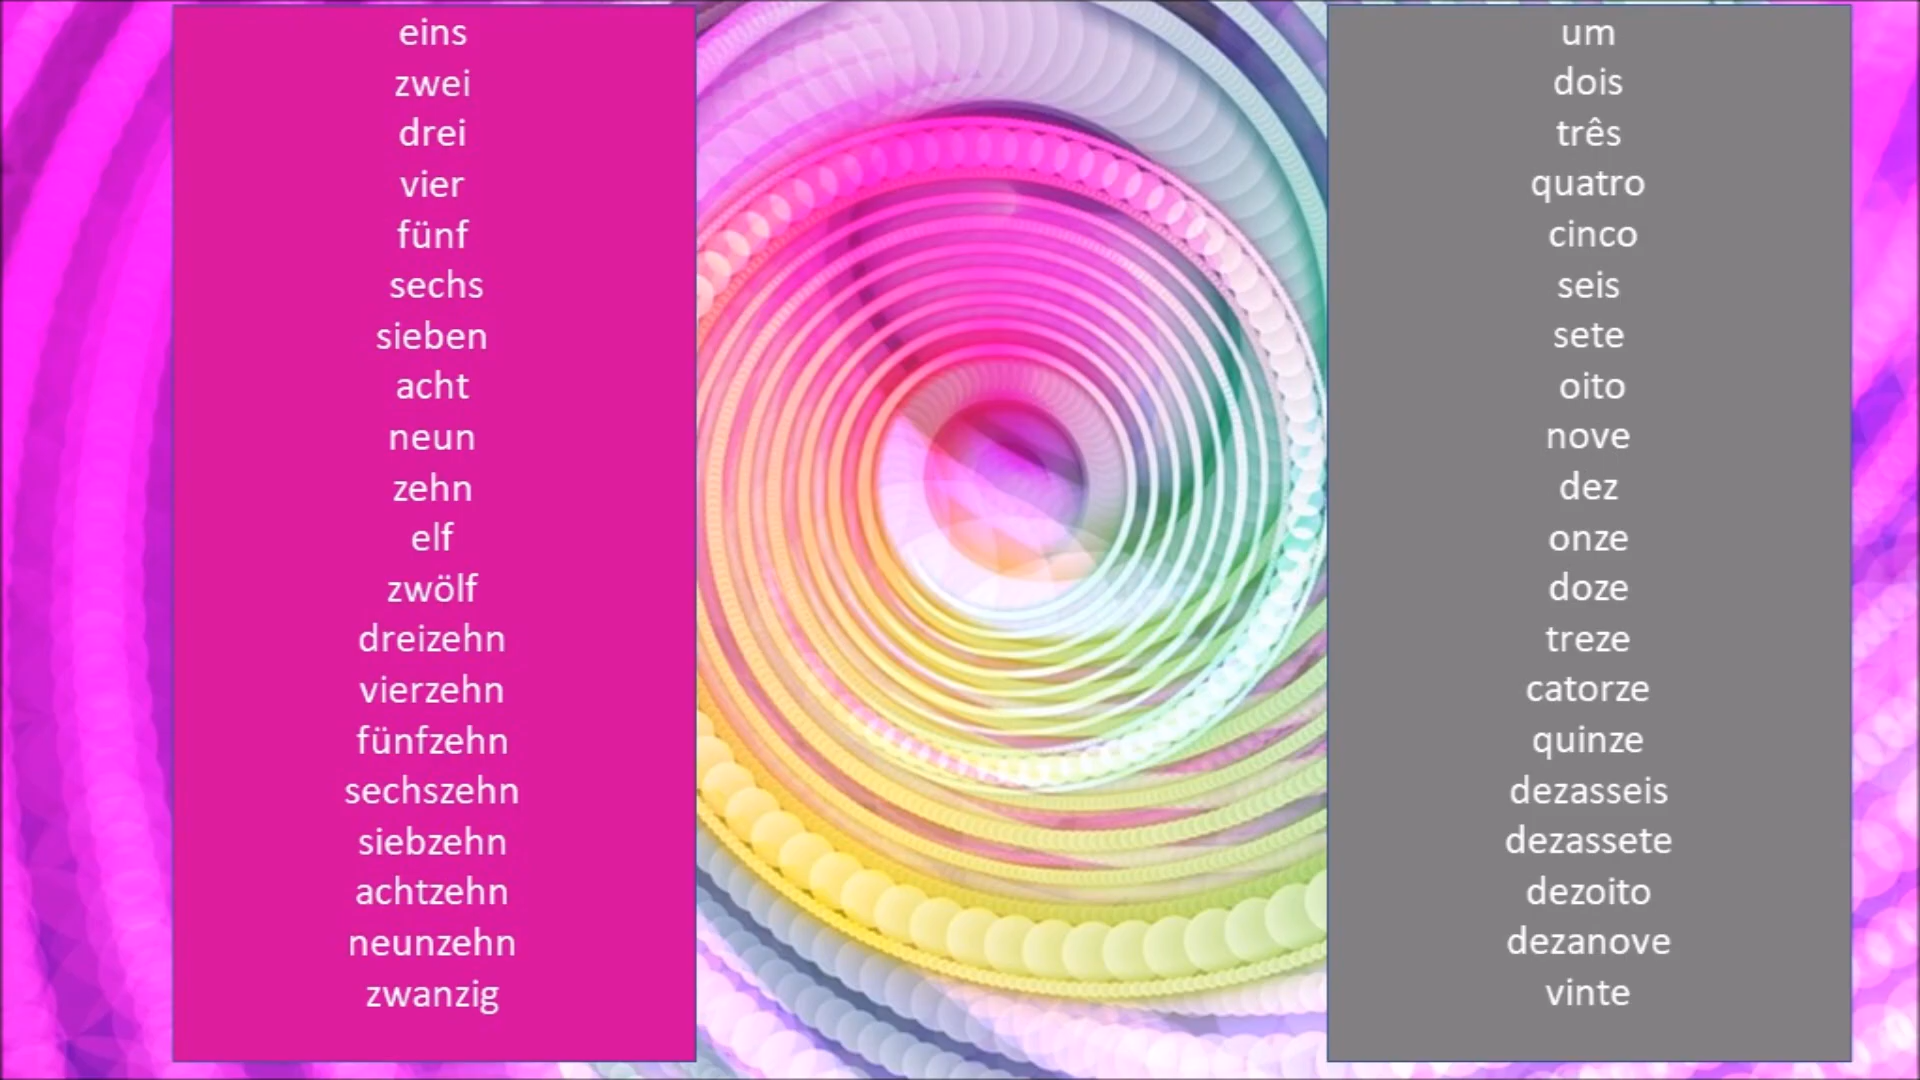 eins
zwei
drei
vier
fünf
sechs
sieben
acht
neun
zehn
elf
zwölf
dreizehn
vierzehn
fünfzehn
sechszehn
siebzehn
achtzehn
neunzehn
zwanzig
um
dois
três
quatro
cinco
seis
sete
oito
nove
dez
onze
doze
treze
catorze
quinze
dezasseis
dezassete
dezoito
dezanove
vinte